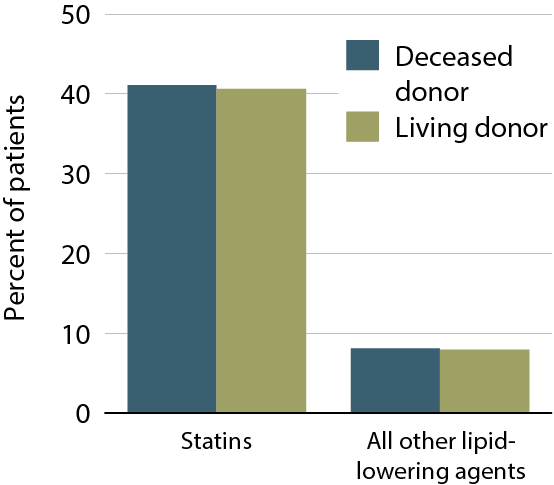 50
40
30
20
10
0
Percent of patients
Deceased
donor
Living donor
Statins
All other lipid-
lowering agents